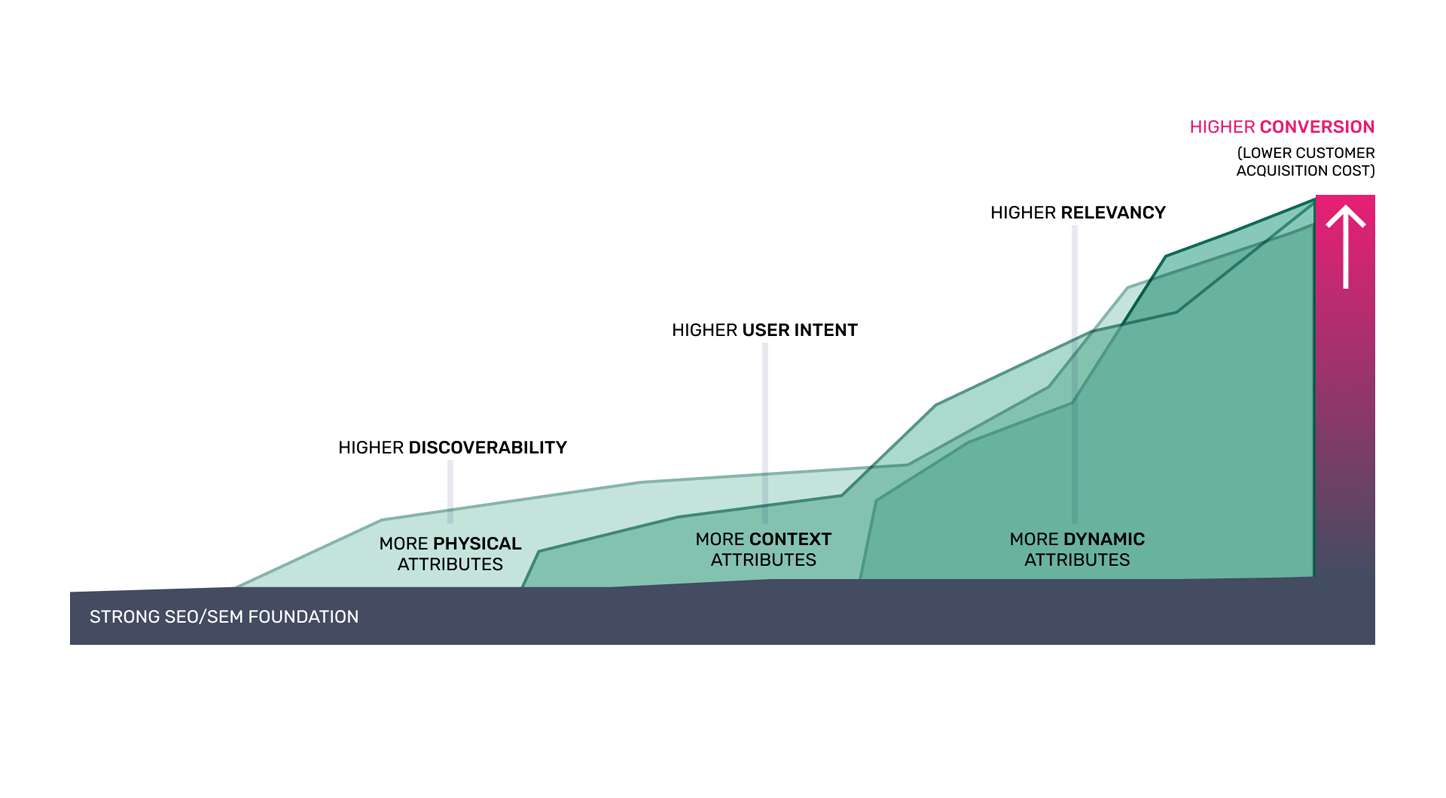 HIGHER CONVERSION
(LOWER CUSTOMER
ACQUISITION COST)
HIGHER RELEVANCY
HIGHER USER INTENT
HIGHER DISCOVERABILITY
MORE PHYSICAL
ATTRIBUTES
MORE CONTEXT
ATTRIBUTES
MORE DYNAMIC
ATTRIBUTES
STRONG SEO/SEM FOUNDATION